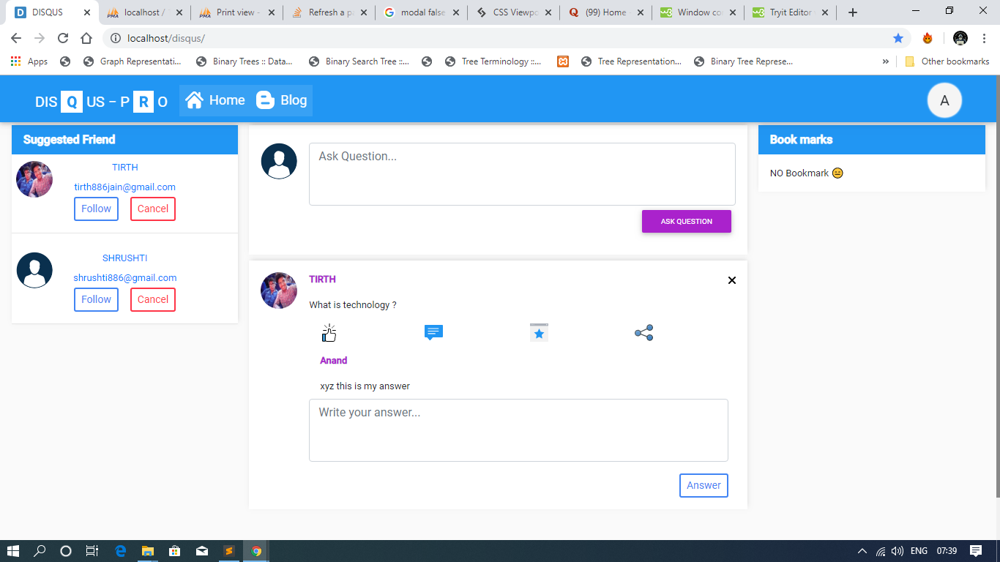 DISQUS
localhost /
Print view -
Refresh a pa
modal false
CSS Viewpo
(99) Home -
Window co
Tryit Editor
localhost/disqus/
Apps
Graph Representati...
Binary Trees :: Data...
Binary Search Tree ::...
Tree Terminology ::...
Tree Representation...
Binary Tree Represe...
»
Other bookmarks
DIS Q US – P R O
Home
Blog
A
Suggested Friend
TIRTH
tirth886jain@gmail.com
Follow
Cancel
SHRUSHTI
shrushti886@gmail.com
Follow
Cancel
Ask Question...
ASK QUESTION
TIRTH
What is technology ?
Anand
xyz this is my answer
Write your answer...
Answer
Book marks
NO Bookmark 😑
ENG
07:39